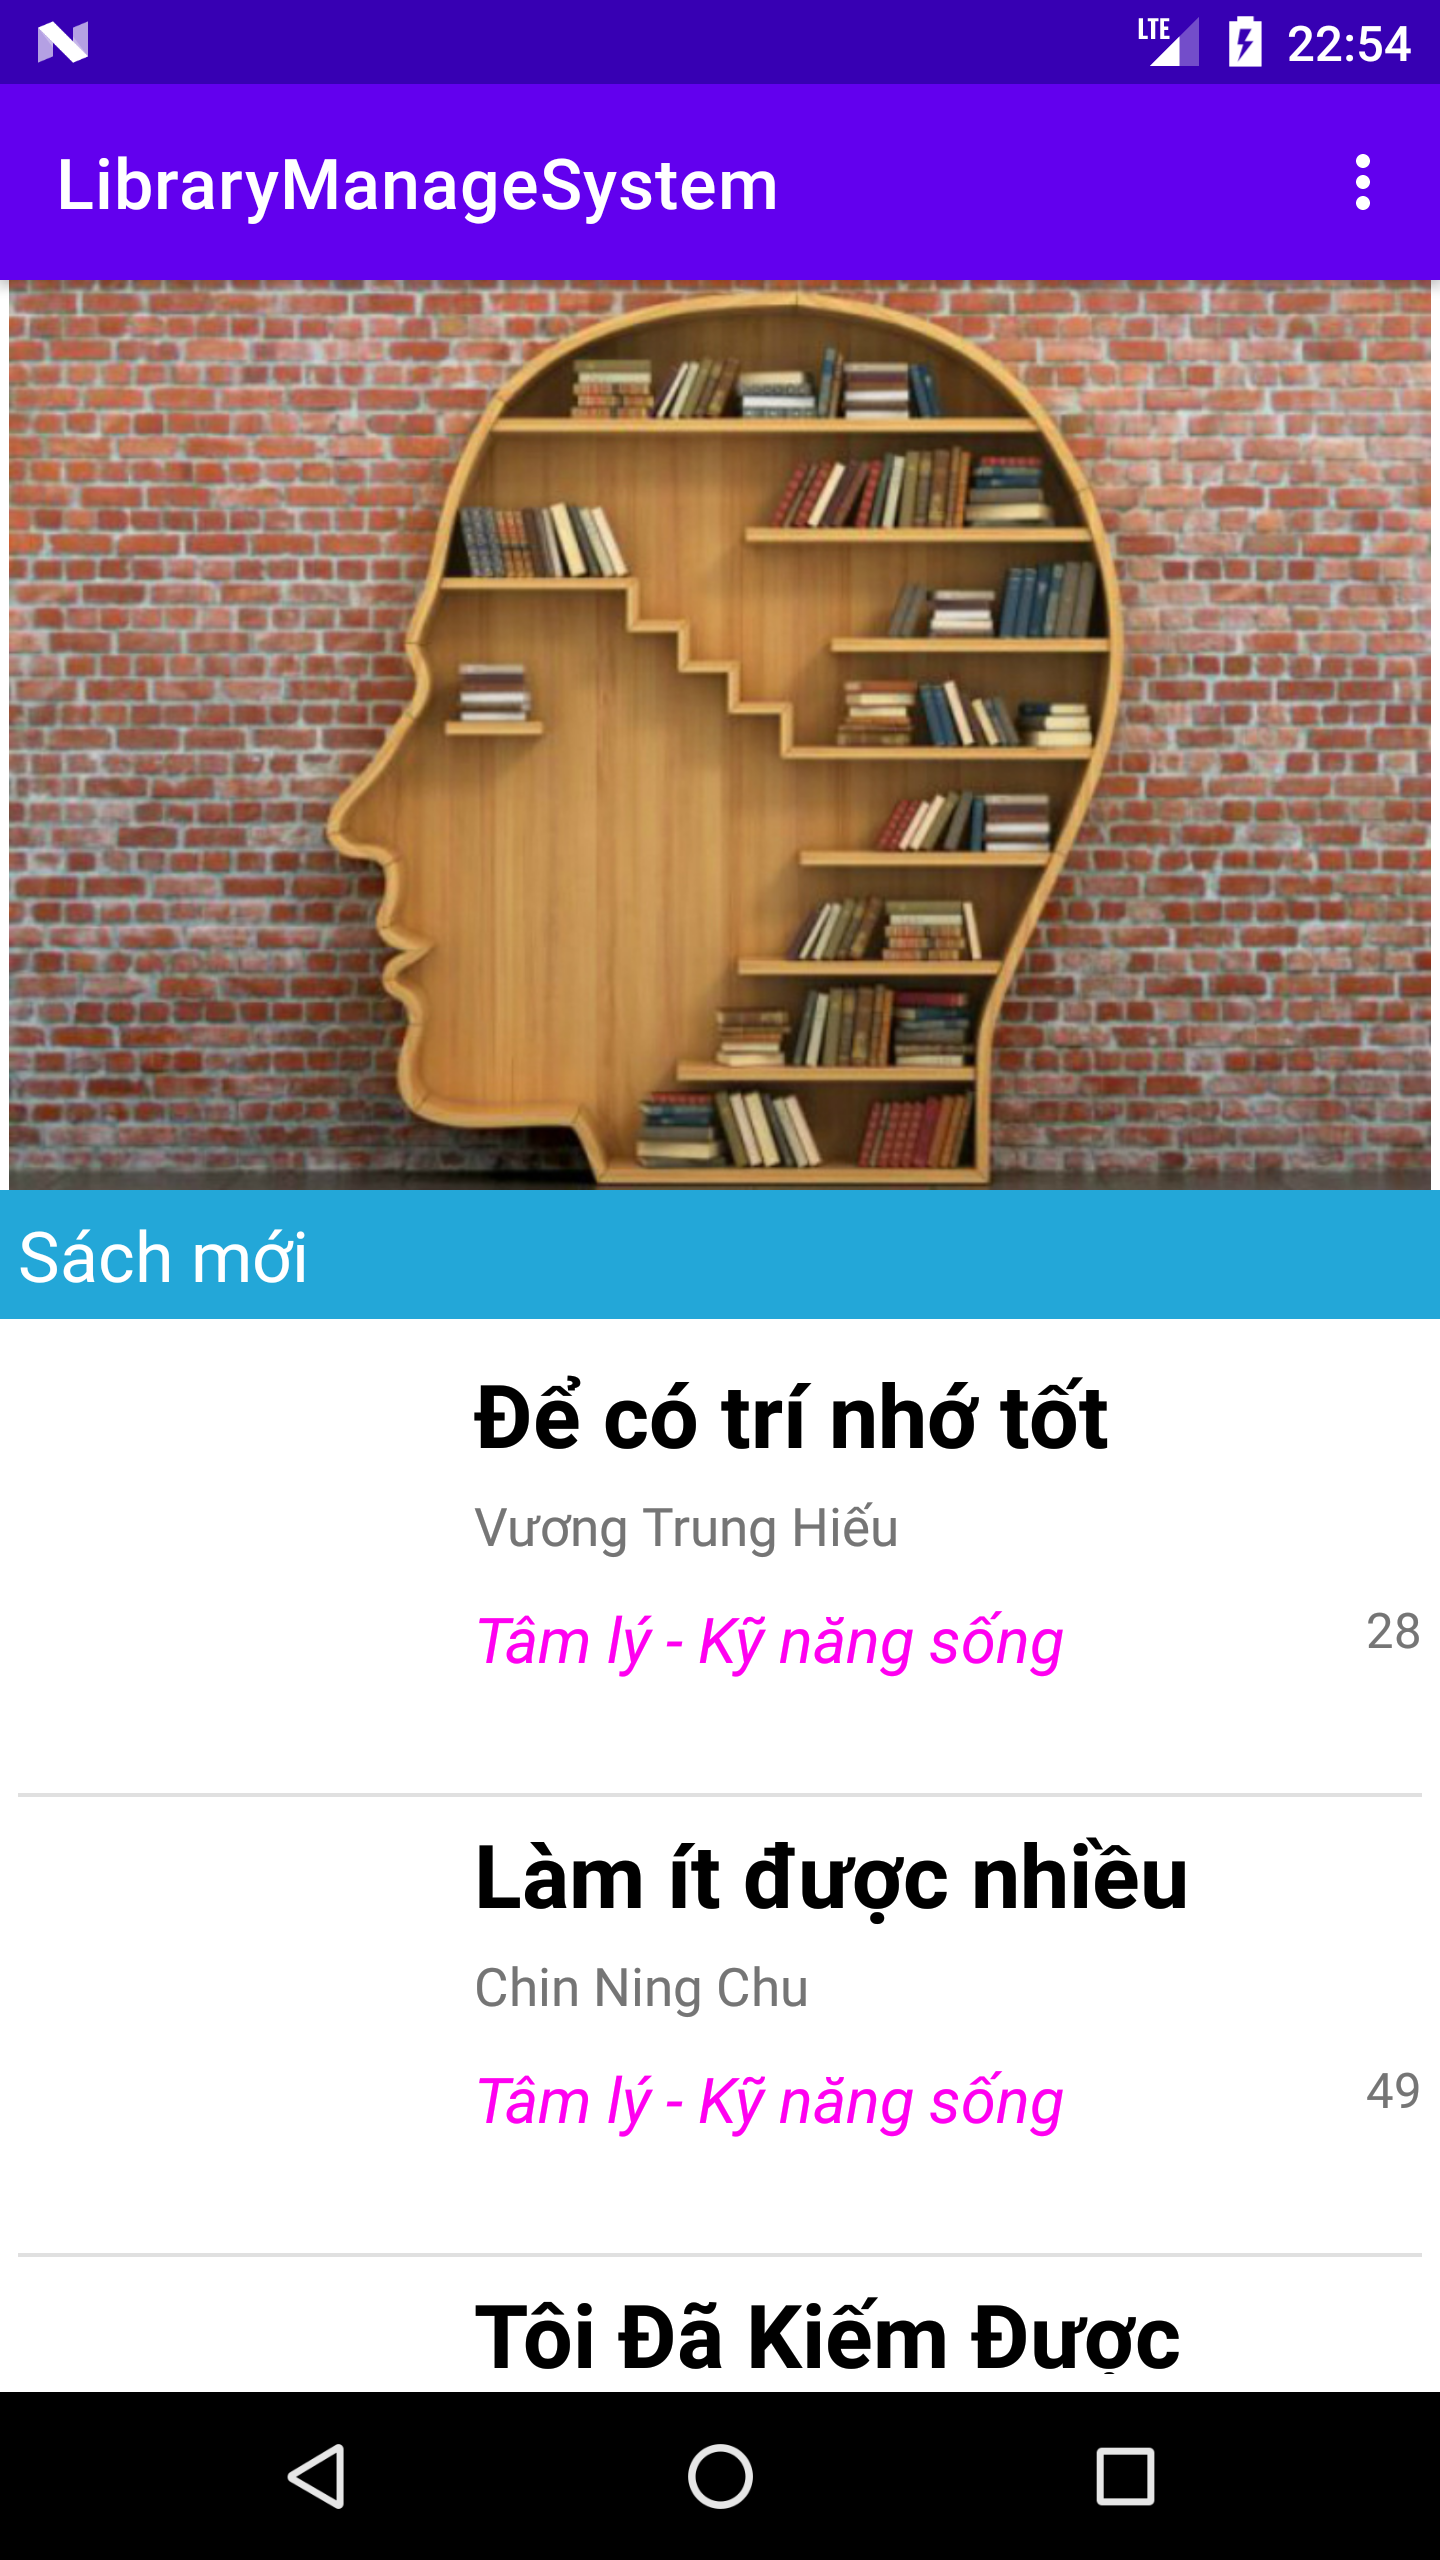 LTE 22:54
LibraryManageSystem
Sách mới
Để có trí nhớ tốt
Vương Trung Hiếu
Tâm lý - Kỹ năng sống 28
Làm ít được nhiều
Chin Ning Chu
Tâm lý - Kỹ năng sống 49
Tôi Đã Kiếm Được